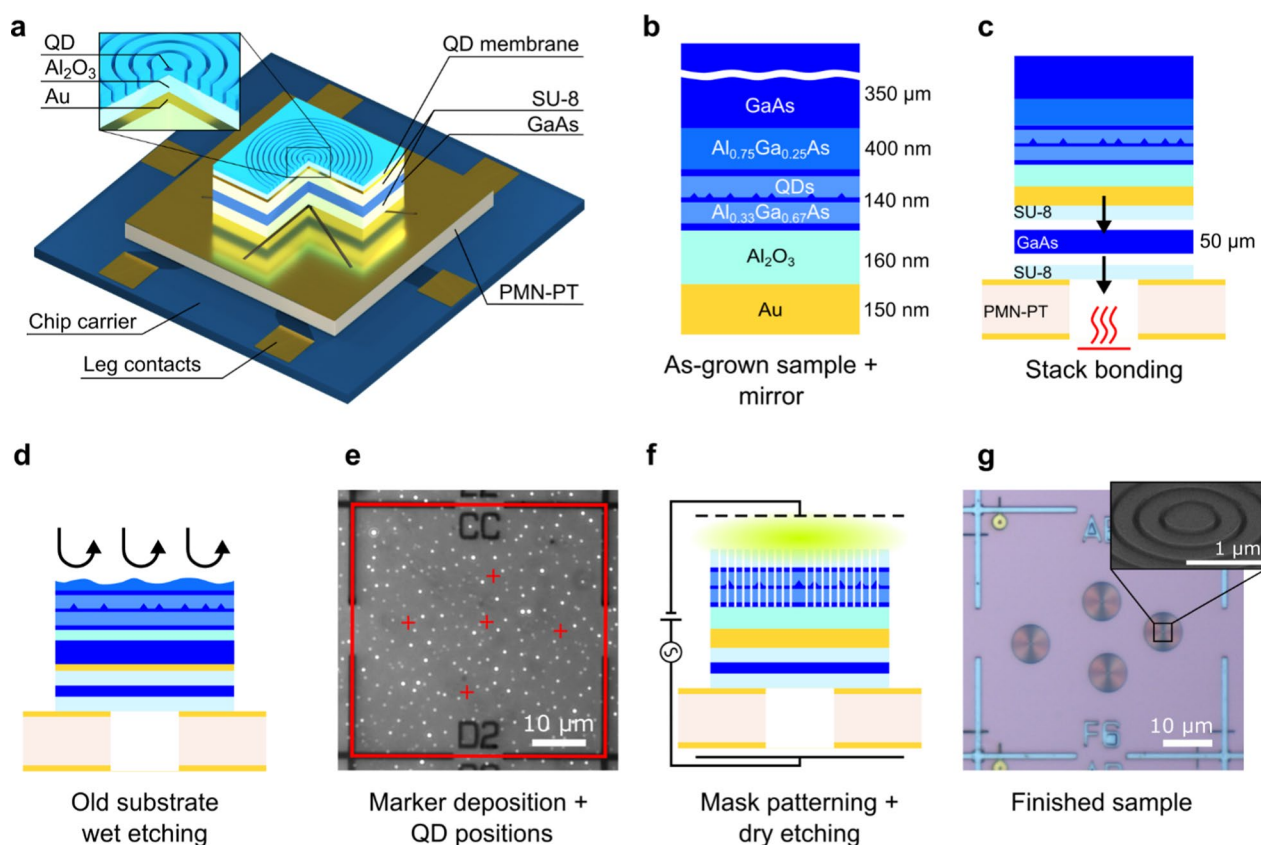 a
QD
Al₂O₃
Au
QD membrane
SU-8
GaAs
PMN-PT
Chip carrier
Leg contacts
b
GaAs
350 µm
Al₀.₇₅Ga₀.₂₅As
400 nm
QDs
140 nm
Al₀.₃₃Ga₀.₆₇As
Al₂O₃
160 nm
Au
150 nm
As-grown sample +
mirror
c
SU-8
GaAs
50 µm
SU-8
PMN-PT
Stack bonding
d
Old substrate
wet etching
e
CC
D2
10 µm
Marker deposition +
QD positions
f
Mask patterning +
dry etching
g
1 µm
F6
10 µm
Finished sample